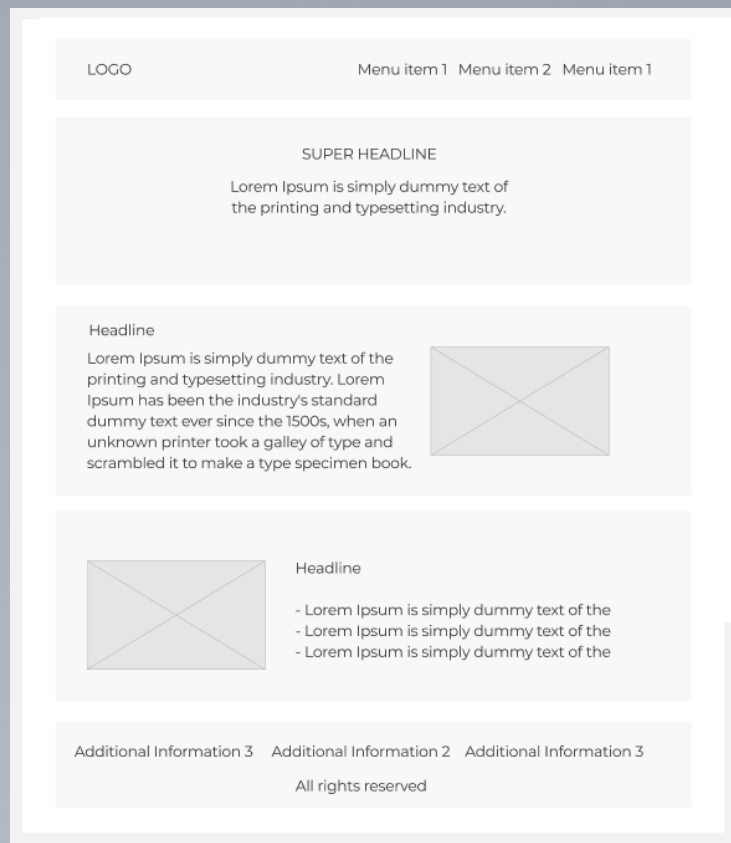 LOGO
Menu item 1 Menu item 2 Menu item 1
SUPER HEADLINE
Lorem Ipsum is simply dummy text of
the printing and typesetting industry.
Headline
Lorem Ipsum is simply dummy text of the
printing and typesetting industry. Lorem
Ipsum has been the industry's standard
dummy text ever since the 1500s, when an
unknown printer took a galley of type and
scrambled it to make a type specimen book.
Headline
- Lorem Ipsum is simply dummy text of the
- Lorem Ipsum is simply dummy text of the
- Lorem Ipsum is simply dummy text of the
Additional Information 3 Additional Information 2 Additional Information 3
All rights reserved